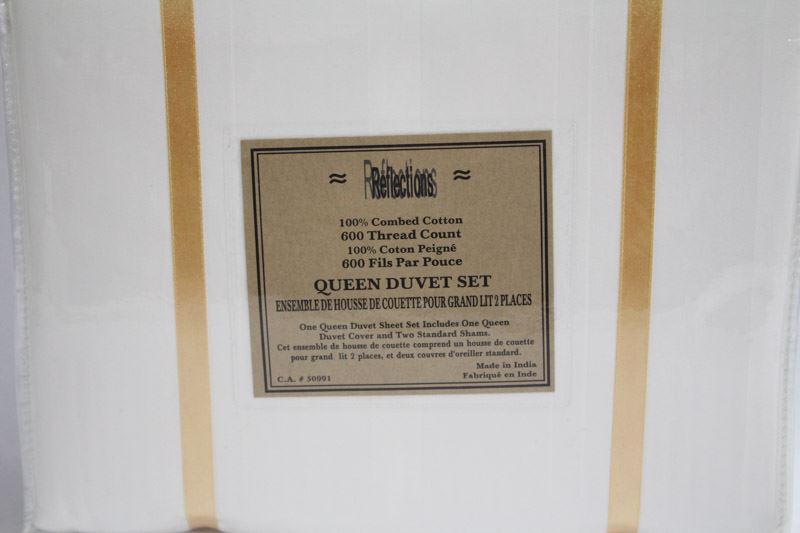 ≈ Réflections ≈
100% Combed Cotton
600 Thread Count
100% Coton Peigné
600 Fils Par Pouce
QUEEN DUVET SET
ENSEMBLE DE HOUSSE DE COUETTE POUR GRAND LIT 2 PLACES
One Queen Duvet Sheet Set Includes One Queen
Duvet Cover and Two Standard Shams.
Cet ensemble de housse de couette comprend un housse de couette
pour grand lit 2 places, et deux couvres d'oreiller standard.
Made in India
Fabriqué en Inde
C.A. # 50991